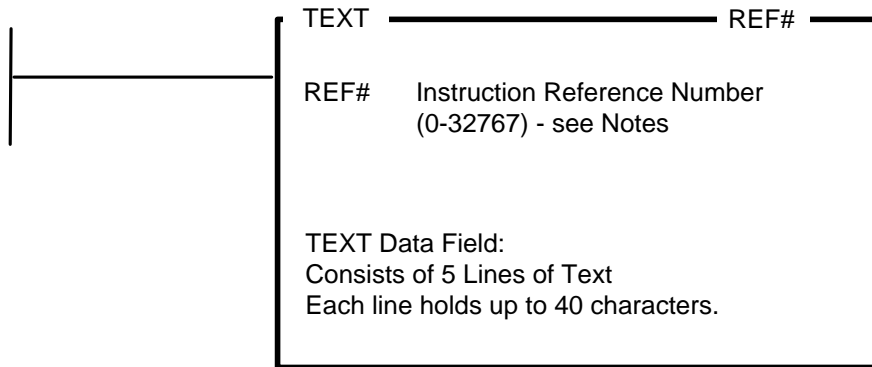 TEXT REF#
REF# Instruction Reference Number
(0-32767) - see Notes
TEXT Data Field:
Consists of 5 Lines of Text
Each line holds up to 40 characters.